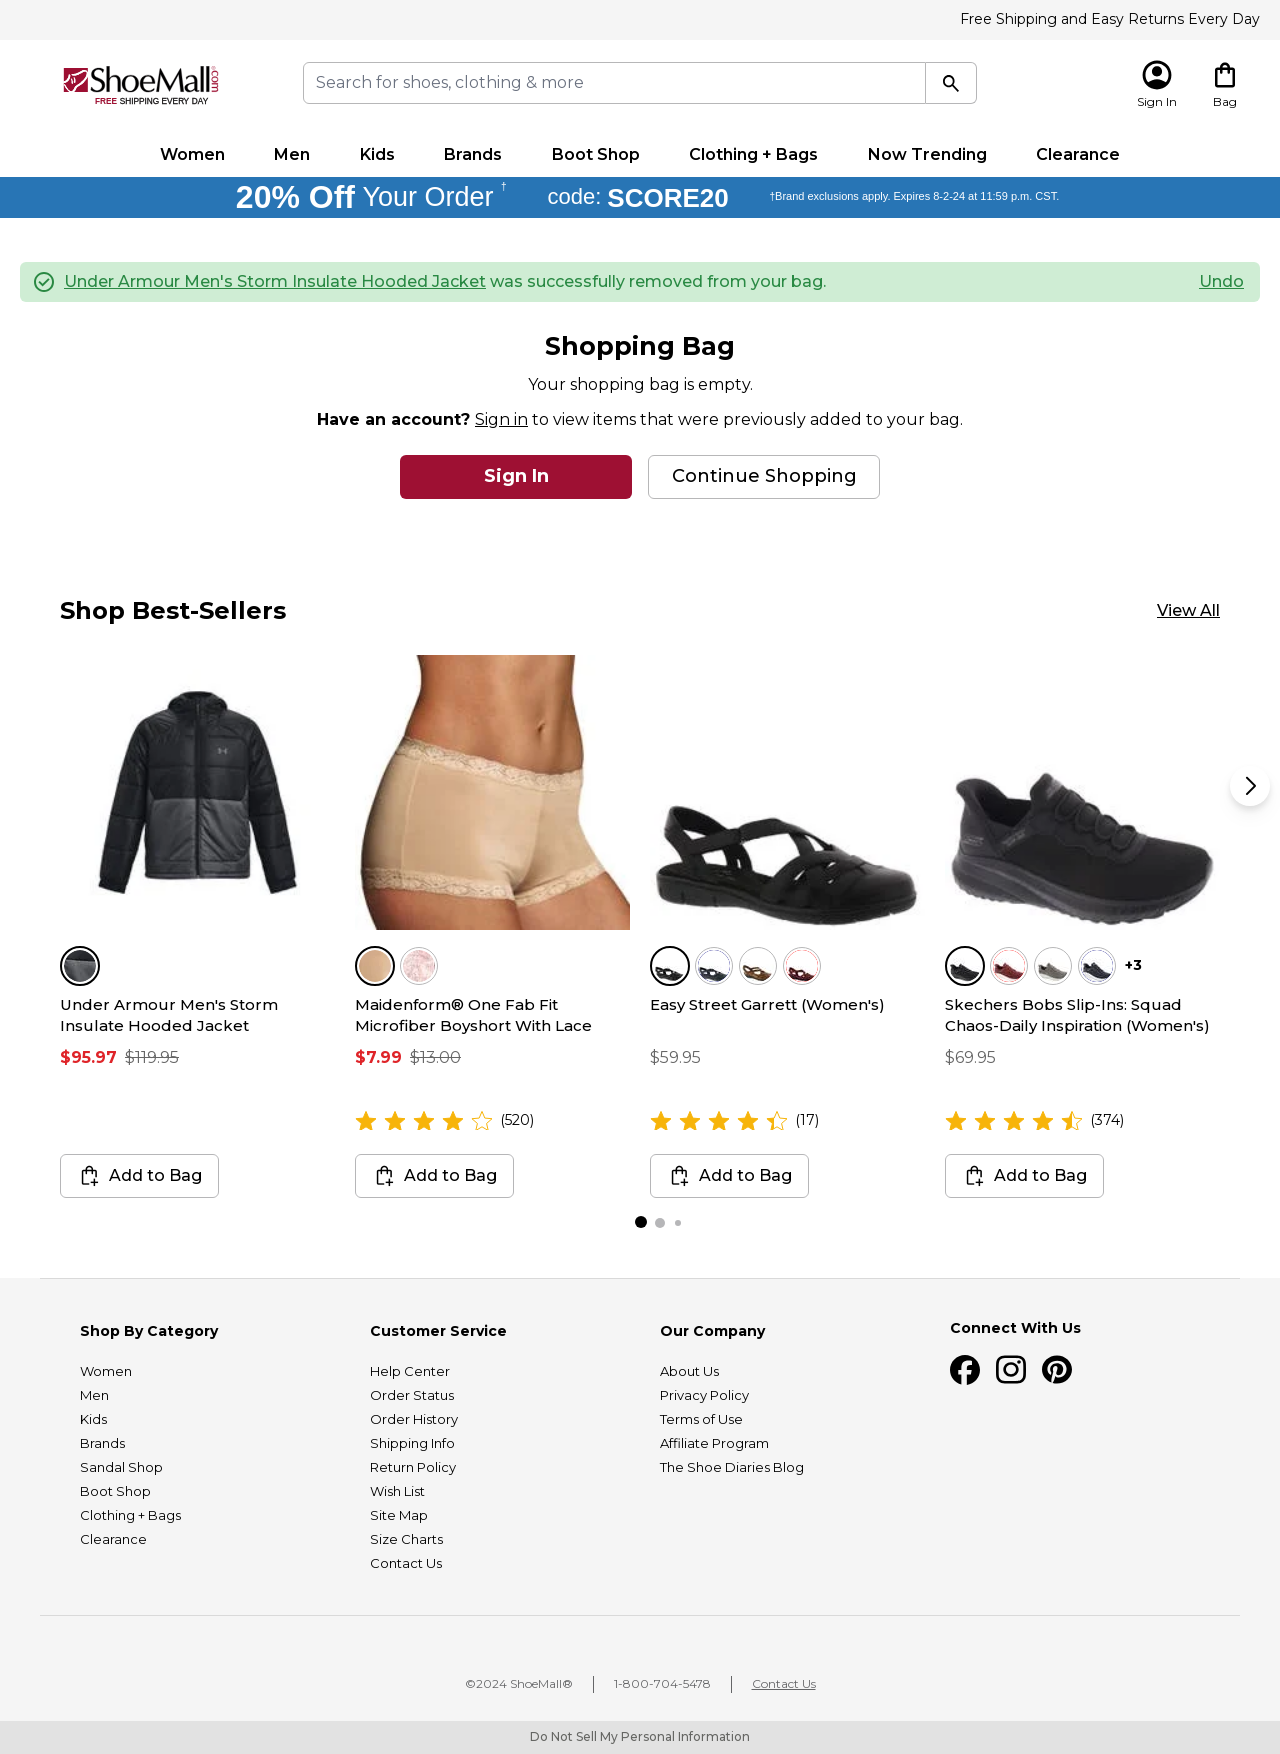 Free Shipping and Easy Returns Every Day
ShoeMall®.com
FREE SHIPPING EVERY DAY
Search for shoes, clothing & more
Sign In
Bag
Women
Men
Kids
Brands
Boot Shop
Clothing + Bags
Now Trending
Clearance
20% Off Your Order †
code: SCORE20
†Brand exclusions apply. Expires 8-2-24 at 11:59 p.m. CST.
Under Armour Men's Storm Insulate Hooded Jacket was successfully removed from your bag.
Undo
Shopping Bag
Your shopping bag is empty.
Have an account? Sign in to view items that were previously added to your bag.
Sign In
Continue Shopping
Shop Best-Sellers
View All
Under Armour Men's Storm
Insulate Hooded Jacket
$95.97 $119.95
Add to Bag
Maidenform® One Fab Fit
Microfiber Boyshort With Lace
$7.99 $13.00
(520)
Add to Bag
Easy Street Garrett (Women's)
$59.95
(17)
Add to Bag
+3
Skechers Bobs Slip-Ins: Squad
Chaos-Daily Inspiration (Women's)
$69.95
(374)
Add to Bag
Shop By Category
Women
Men
Kids
Brands
Sandal Shop
Boot Shop
Clothing + Bags
Clearance
Customer Service
Help Center
Order Status
Order History
Shipping Info
Return Policy
Wish List
Site Map
Size Charts
Contact Us
Our Company
About Us
Privacy Policy
Terms of Use
Affiliate Program
The Shoe Diaries Blog
Connect With Us
©2024 ShoeMall®
1-800-704-5478
Contact Us
Do Not Sell My Personal Information